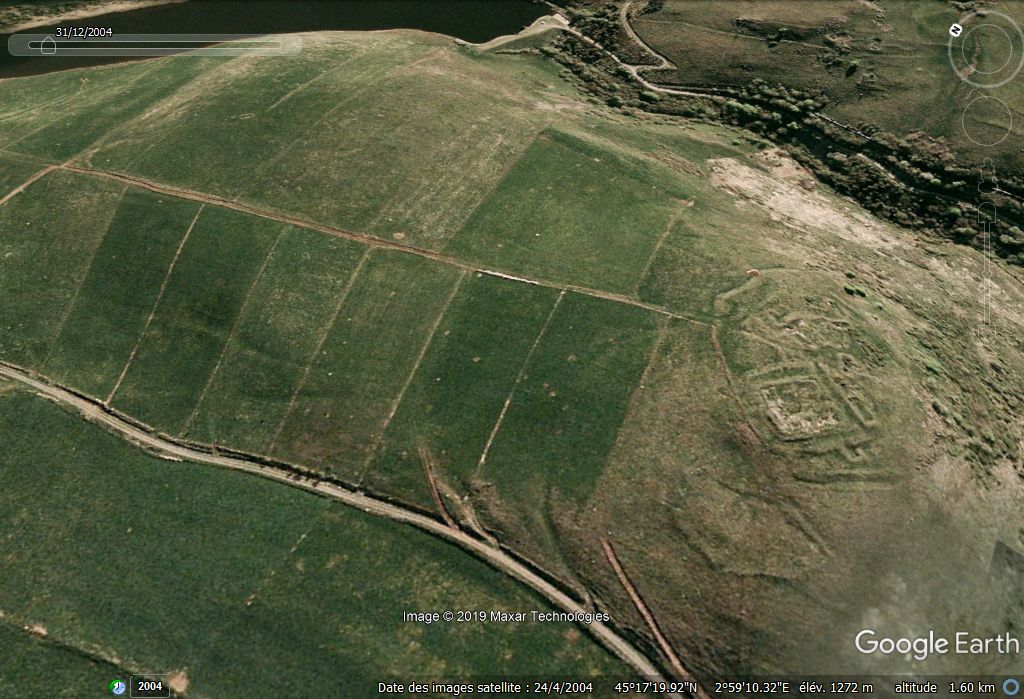 31/12/2004
N
Image © 2019 Maxar Technologies
Google Earth
2004
Date des images satellite : 24/4/2004 45°17'19.92"N 2°59'10.32"E élév. 1272 m altitude 1.60 km